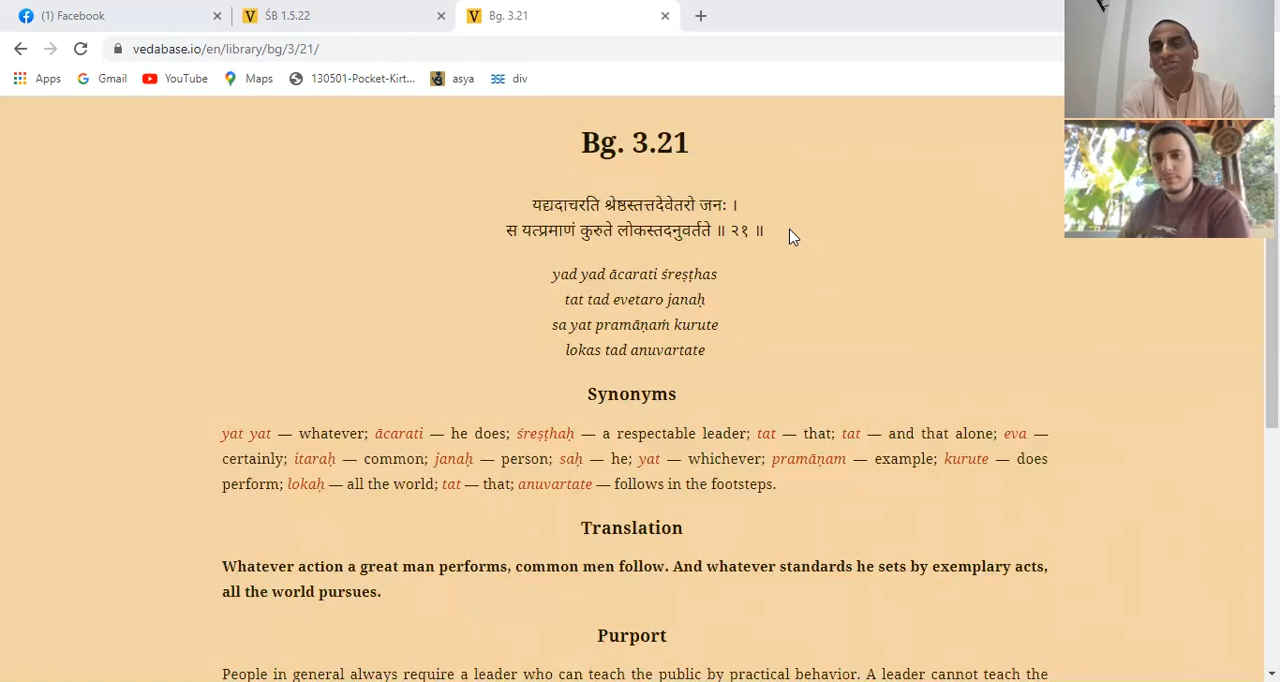 (1) Facebook
ŚB 1.5.22
Bg. 3.21
vedabase.io/en/library/bg/3/21/
Apps Gmail YouTube Maps 130501-Pocket-Kirt... asya div
Bg. 3.21
यद्यदाचरति श्रेष्ठस्तत्तदेवेतरो जनः ।
स यत्प्रमाणं कुरुते लोकस्तदनुवर्तते ॥ २१ ॥
yad yad ācarati śreṣṭhas
tat tad evetaro janaḥ
sa yat pramāṇaṁ kurute
lokas tad anuvartate
Synonyms
yat yat — whatever; ācarati — he does; śreṣṭhaḥ — a respectable leader; tat — that; tat — and that alone; eva —
certainly; itaraḥ — common; janaḥ — person; saḥ — he; yat — whichever; pramāṇam — example; kurute — does
perform; lokaḥ — all the world; tat — that; anuvartate — follows in the footsteps.
Translation
Whatever action a great man performs, common men follow. And whatever standards he sets by exemplary acts,
all the world pursues.
Purport
People in general always require a leader who can teach the public by practical behavior. A leader cannot teach the